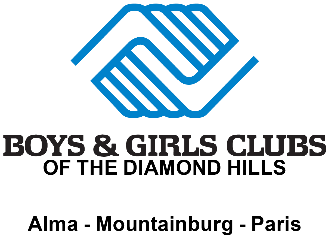 BOYS & GIRLS CLUBS
OF THE DIAMOND HILLS
Alma - Mountainburg - Paris